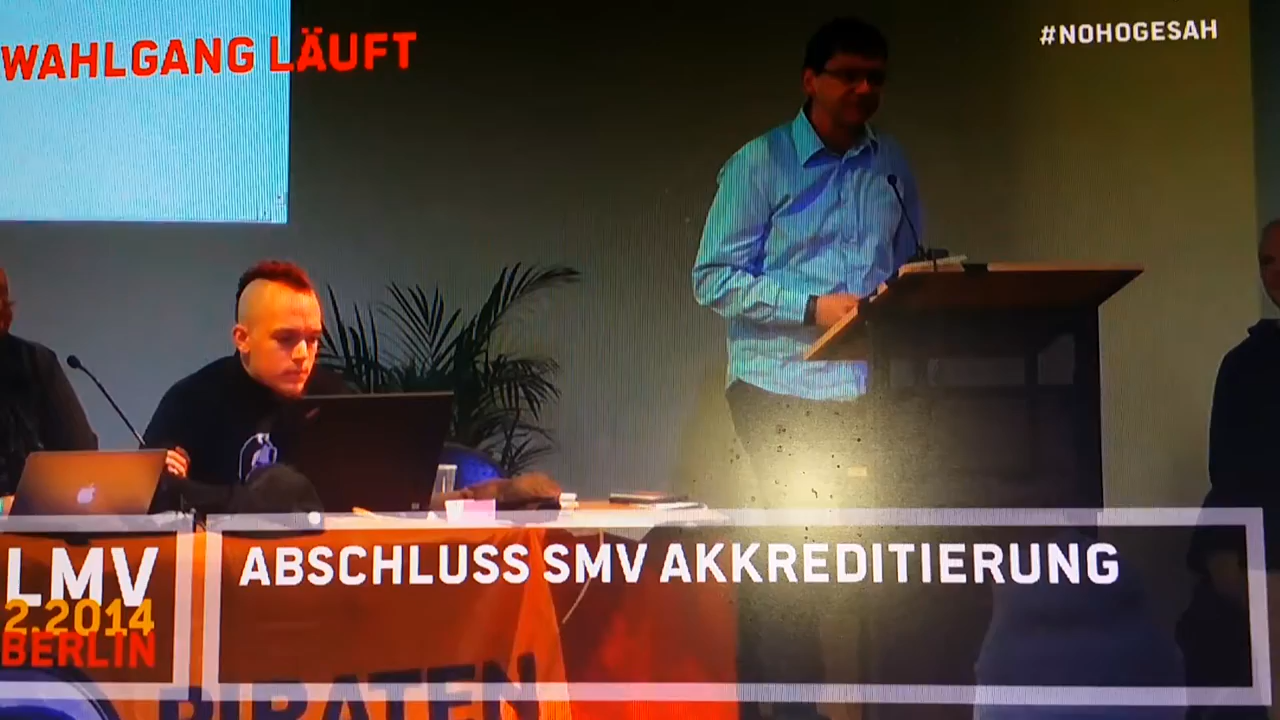 WAHLGANG LÄUFT
#NOHOGESAH
LMV
2.2014
BERLIN
ABSCHLUSS SMV AKKREDITIERUNG
PIRATEN